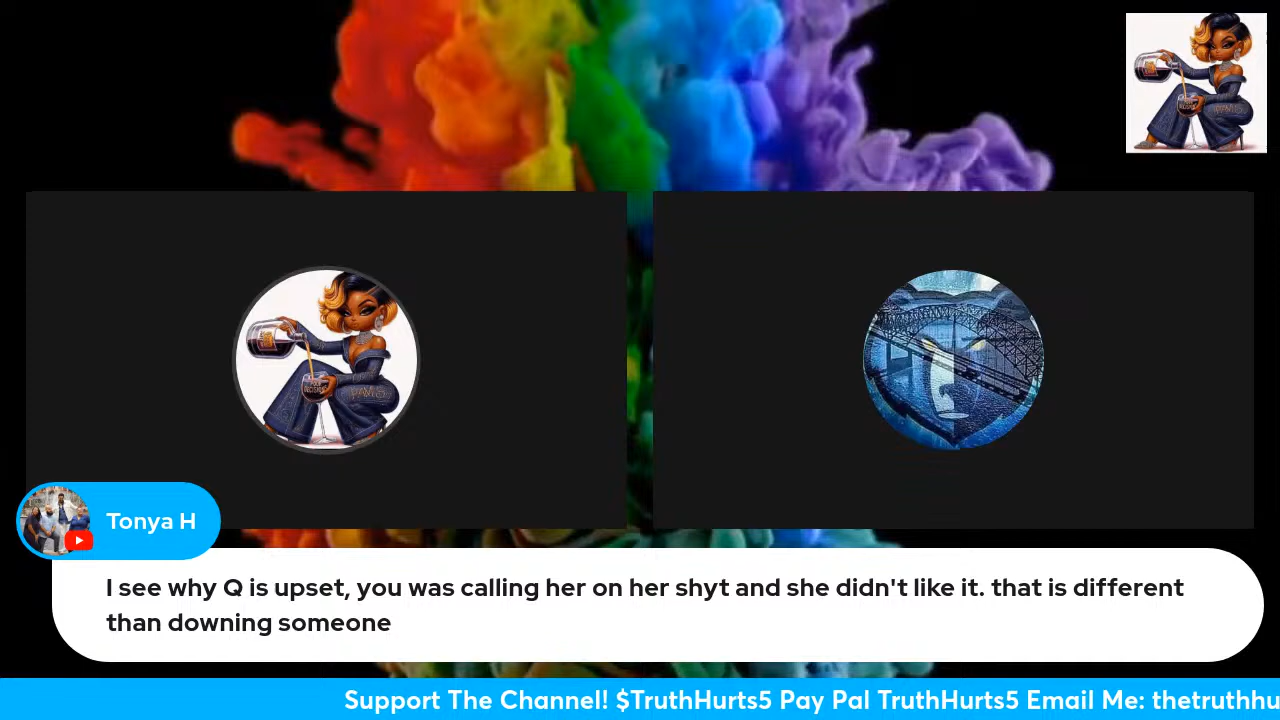 Tonya H
I see why Q is upset, you was calling her on her shyt and she didn't like it. that is different
than downing someone
Support The Channel! $TruthHurts5 Pay Pal TruthHurts5 Email Me: thetruthhu